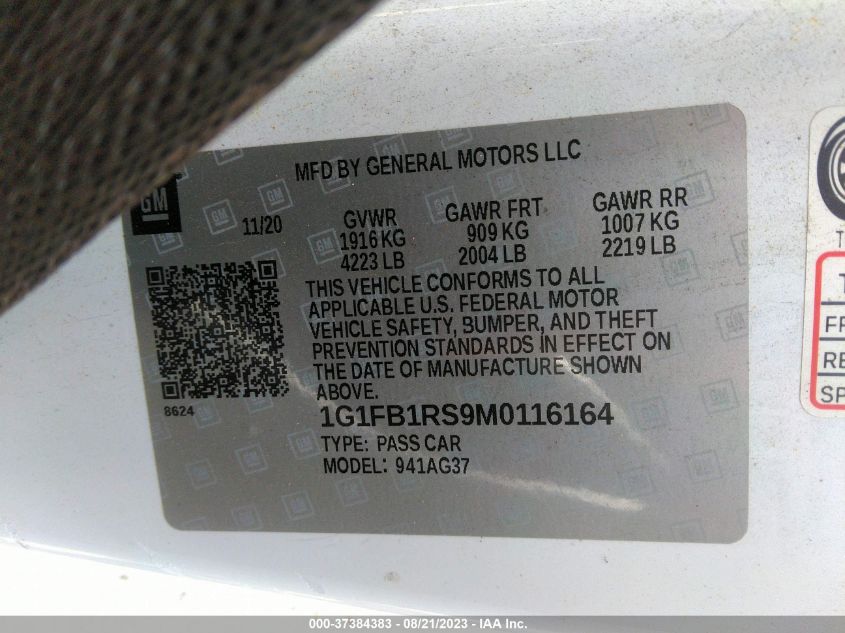 MFD BY GENERAL MOTORS LLC
GM
11/20
GVWR
1916 KG
4223 LB
GAWR FRT
909 KG
2004 LB
GAWR RR
1007 KG
2219 LB
THIS VEHICLE CONFORMS TO ALL
APPLICABLE U.S. FEDERAL MOTOR
VEHICLE SAFETY, BUMPER, AND THEFT
PREVENTION STANDARDS IN EFFECT ON
THE DATE OF MANUFACTURE SHOWN
ABOVE.
8624
1G1FB1RS9M0116164
TYPE: PASS CAR
MODEL: 941AG37
T
T
FR
RE
SP
000-37384383 - 08/21/2023 - IAA Inc.